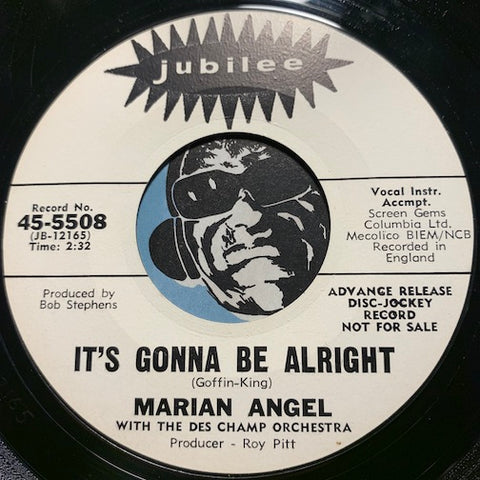 jubilee
Record No.
45-5508
(JB-12165)
Time: 2:32
Vocal Instr.
Accmpt.
Screen Gems
Columbia Ltd.
Mecolico BIEM/NCB
Recorded in
England
Produced by
Bob Stephens
ADVANCE RELEASE
DISC-JOCKEY
RECORD
NOT FOR SALE
IT'S GONNA BE ALRIGHT
(Goffin-King)
MARIAN ANGEL
WITH THE DES CHAMP ORCHESTRA
Producer - Roy Pitt